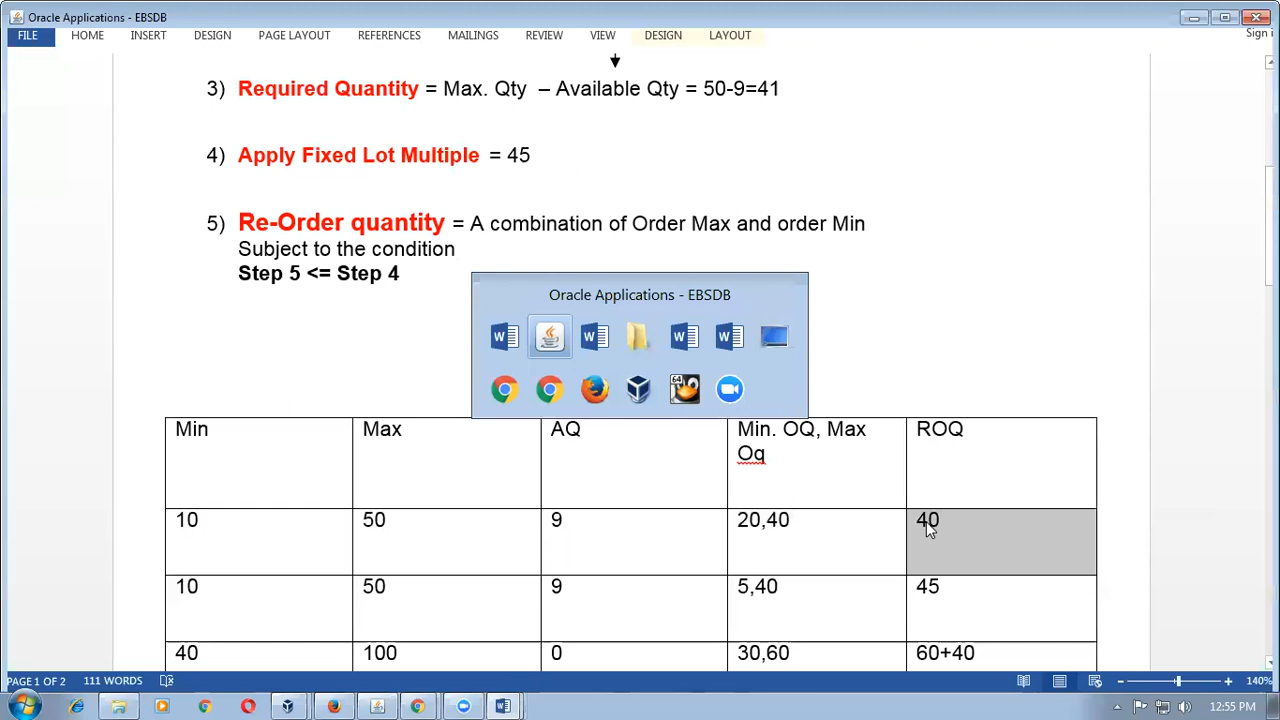 Oracle Applications - EBSDB
FILE HOME INSERT DESIGN PAGE LAYOUT REFERENCES MAILINGS REVIEW VIEW DESIGN LAYOUT Sign i
3) Required Quantity = Max. Qty – Available Qty = 50-9=41
4) Apply Fixed Lot Multiple = 45
5) Re-Order quantity = A combination of Order Max and order Min
Subject to the condition
Step 5 <= Step 4
Oracle Applications - EBSDB
64
Min Max AQ Min. OQ, Max ROQ
Oq
10 50 9 20,40 40
10 50 9 5,40 45
40 100 0 30,60 60+40
PAGE 1 OF 2 111 WORDS 140%
12:55 PM